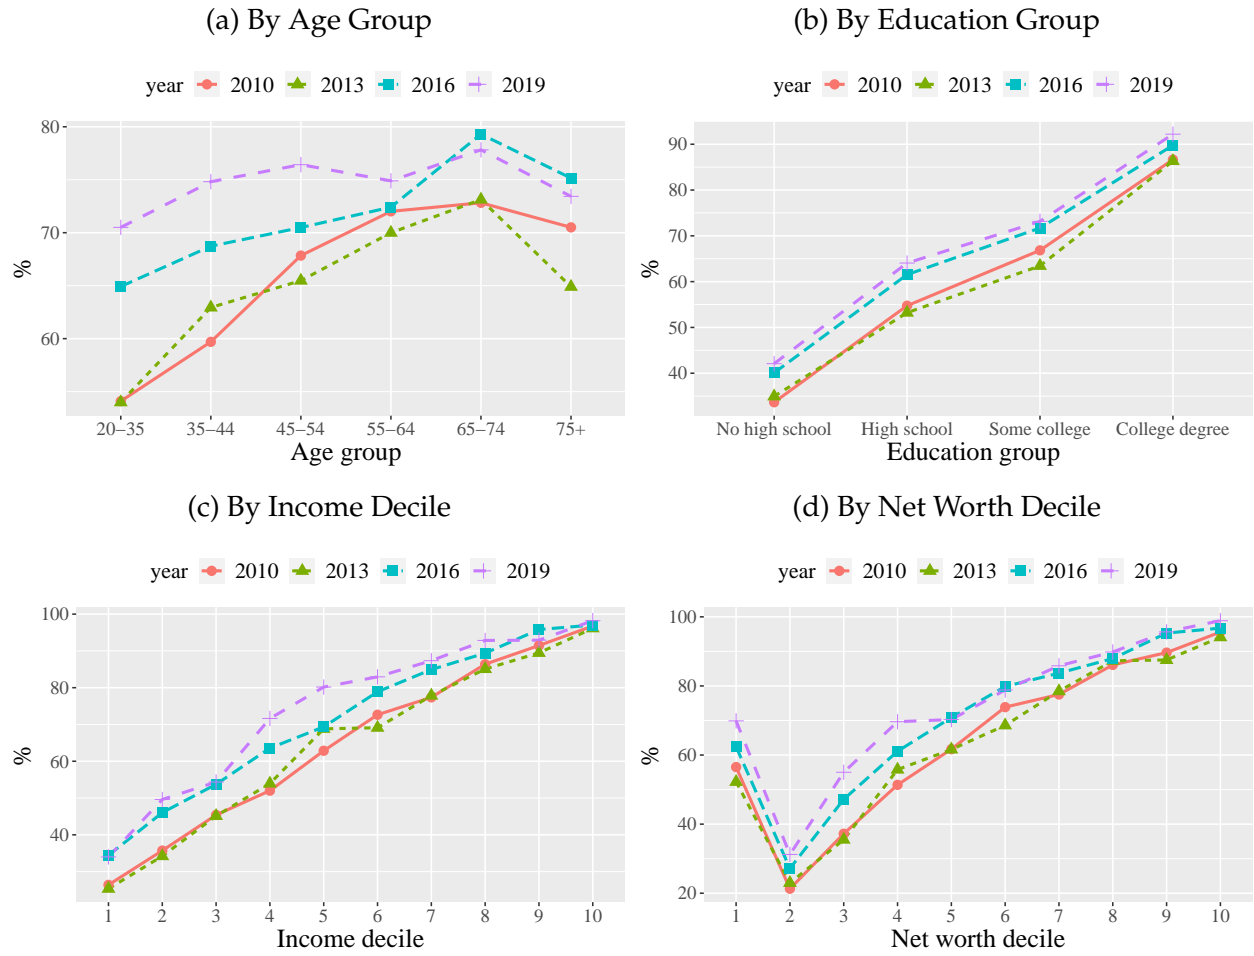 (a) By Age Group
year 2010 2013 2016 2019
80
70
60
%
20–35 35–44 45–54 55–64 65–74 75+
Age group
(b) By Education Group
year 2010 2013 2016 2019
90
80
70
60
50
40
%
No high school High school Some college College degree
Education group
(c) By Income Decile
year 2010 2013 2016 2019
100
80
60
40
%
1 2 3 4 5 6 7 8 9 10
Income decile
(d) By Net Worth Decile
year 2010 2013 2016 2019
100
80
60
40
20
%
1 2 3 4 5 6 7 8 9 10
Net worth decile